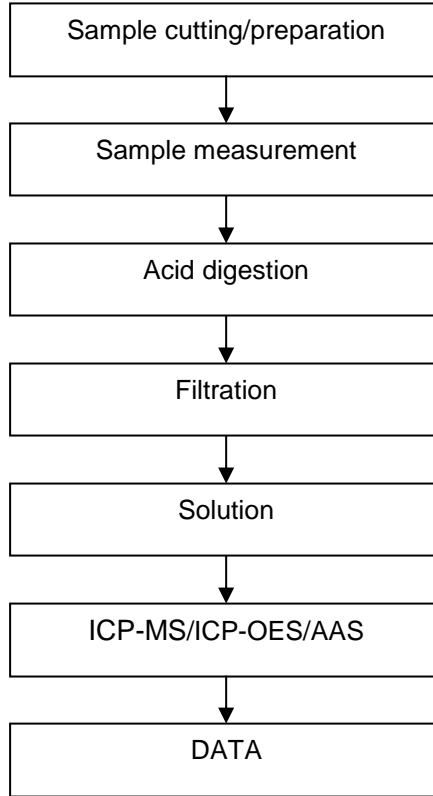 Sample cutting/preparation
Sample measurement
Acid digestion
Filtration
Solution
ICP-MS/ICP-OES/AAS
DATA